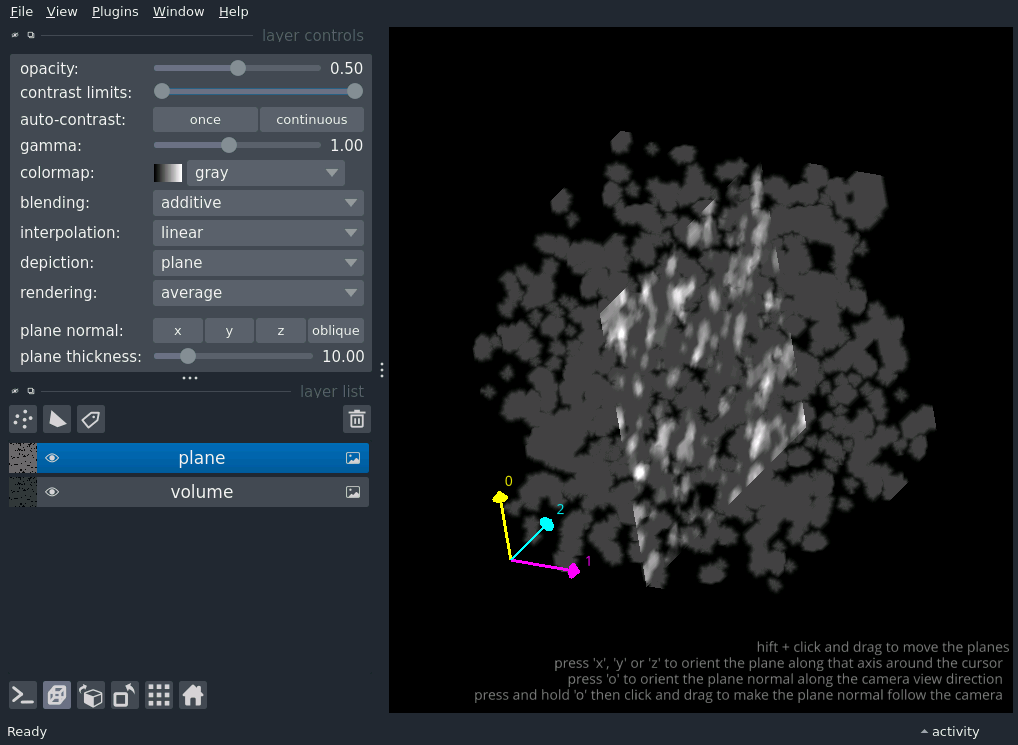 File View Plugins Window Help
layer controls
opacity: 0.50
contrast limits:
auto-contrast: once continuous
gamma: 1.00
colormap: gray
blending: additive
interpolation: linear
depiction: plane
rendering: average
plane normal: x y z oblique
plane thickness: 10.00
layer list
plane
volume
0
2
1
hift + click and drag to move the planes
press 'x', 'y' or 'z' to orient the plane along that axis around the cursor
press 'o' to orient the plane normal along the camera view direction
press and hold 'o' then click and drag to make the plane normal follow the camera
Ready activity